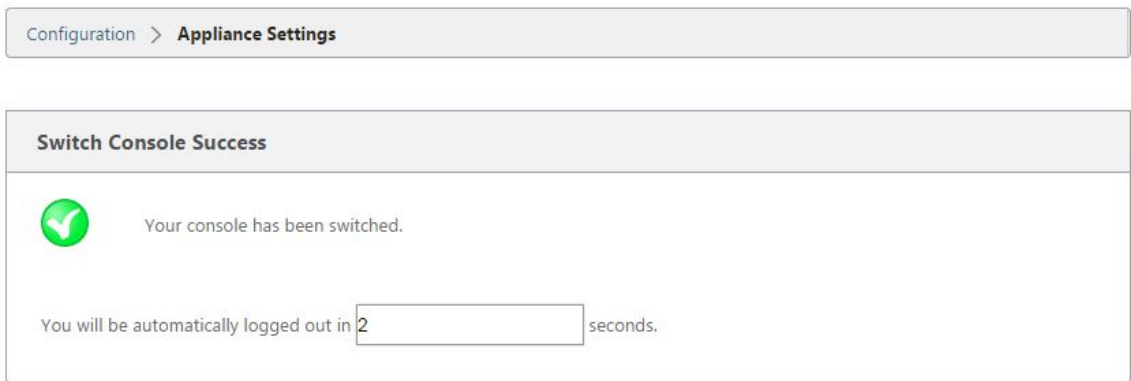 Configuration > Appliance Settings
Switch Console Success
Your console has been switched.
You will be automatically logged out in 2 seconds.